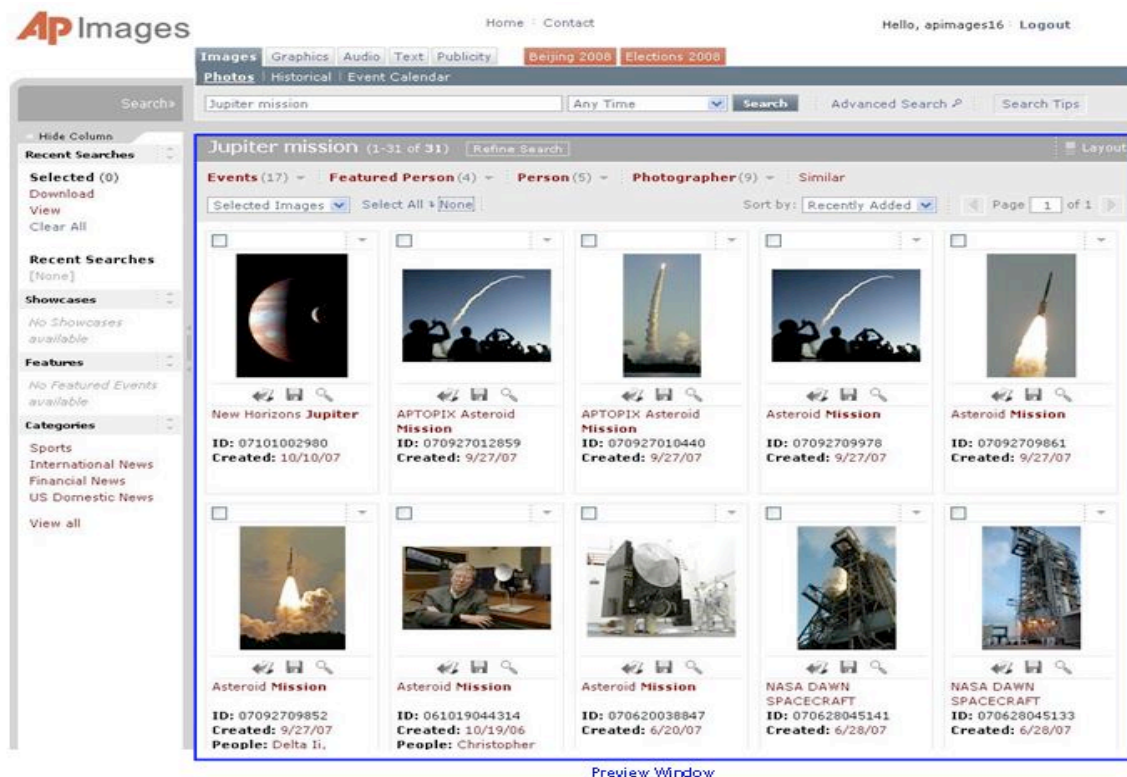 AP Images
Home Contact
Hello, apimages16 Logout
Images Graphics Audio Text Publicity Beijing 2008 Elections 2008
Photos Historical Event Calendar
Search»
Jupiter mission Any Time Search Advanced Search Search Tips
Hide Column
Recent Searches
Selected (0)
Download
View
Clear All
Recent Searches
[None]
Showcases
No Showcases
available
Features
No Featured Events
available
Categories
Sports
International News
Financial News
US Domestic News
View all
Jupiter mission (1-31 of 31) Refine Search Layout
Events (17) Featured Person (4) Person (5) Photographer (9) Similar
Selected Images Select All None Sort by: Recently Added Page 1 of 1
New Horizons Jupiter
ID: 07101002980
Created: 10/10/07
APTOPIX Asteroid
Mission
ID: 070927012859
Created: 9/27/07
APTOPIX Asteroid
Mission
ID: 070927010440
Created: 9/27/07
Asteroid Mission
ID: 07092709978
Created: 9/27/07
Asteroid Mission
ID: 07092709861
Created: 9/27/07
Asteroid Mission
ID: 07092709852
Created: 9/27/07
People: Delta Ii,
Asteroid Mission
ID: 061019044314
Created: 10/19/06
People: Christopher
Asteroid Mission
ID: 070620038847
Created: 6/20/07
NASA DAWN
SPACECRAFT
ID: 070628045141
Created: 6/28/07
NASA DAWN
SPACECRAFT
ID: 070628045133
Created: 6/28/07
Preview Window